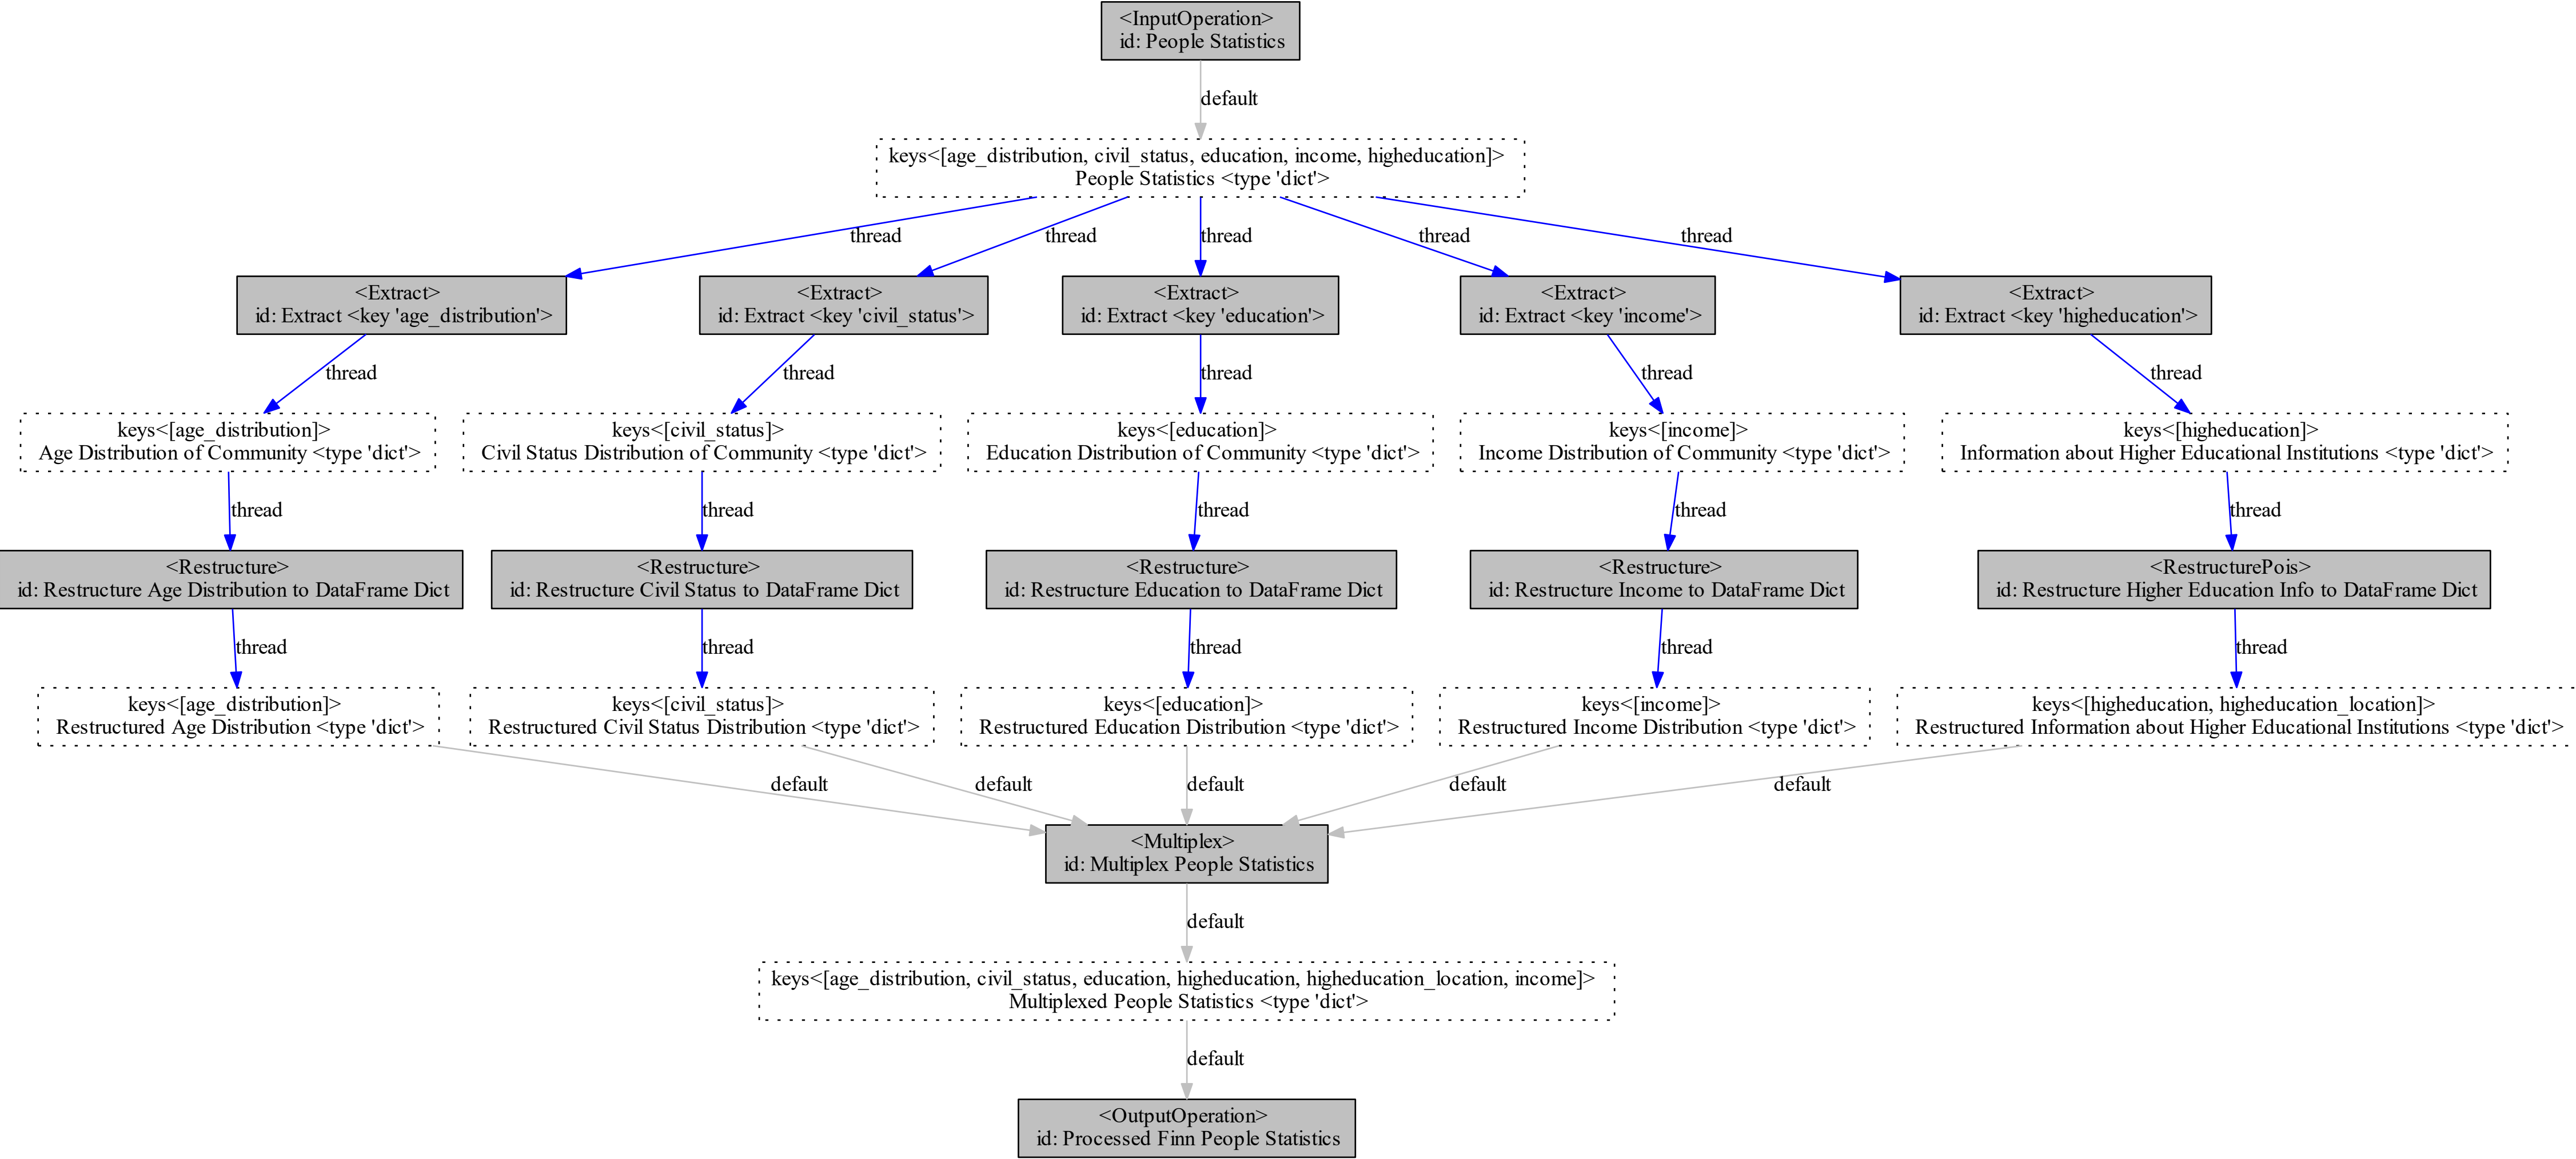 <InputOperation>
id: People Statistics
default
keys<[age_distribution, civil_status, education, income, higheducation]>
People Statistics <type 'dict'>
thread
thread
thread
thread
thread
<Extract>
id: Extract <key 'age_distribution'>
<Extract>
id: Extract <key 'civil_status'>
<Extract>
id: Extract <key 'education'>
<Extract>
id: Extract <key 'income'>
<Extract>
id: Extract <key 'higheducation'>
thread
thread
thread
thread
thread
keys<[age_distribution]>
Age Distribution of Community <type 'dict'>
keys<[civil_status]>
Civil Status Distribution of Community <type 'dict'>
keys<[education]>
Education Distribution of Community <type 'dict'>
keys<[income]>
Income Distribution of Community <type 'dict'>
keys<[higheducation]>
Information about Higher Educational Institutions <type 'dict'>
thread
thread
thread
thread
thread
<Restructure>
id: Restructure Age Distribution to DataFrame Dict
<Restructure>
id: Restructure Civil Status to DataFrame Dict
<Restructure>
id: Restructure Education to DataFrame Dict
<Restructure>
id: Restructure Income to DataFrame Dict
<RestructurePois>
id: Restructure Higher Education Info to DataFrame Dict
thread
thread
thread
thread
thread
keys<[age_distribution]>
Restructured Age Distribution <type 'dict'>
keys<[civil_status]>
Restructured Civil Status Distribution <type 'dict'>
keys<[education]>
Restructured Education Distribution <type 'dict'>
keys<[income]>
Restructured Income Distribution <type 'dict'>
keys<[higheducation, higheducation_location]>
Restructured Information about Higher Educational Institutions <type 'dict'>
default
default
default
default
default
<Multiplex>
id: Multiplex People Statistics
default
keys<[age_distribution, civil_status, education, higheducation, higheducation_location, income]>
Multiplexed People Statistics <type 'dict'>
default
<OutputOperation>
id: Processed Finn People Statistics